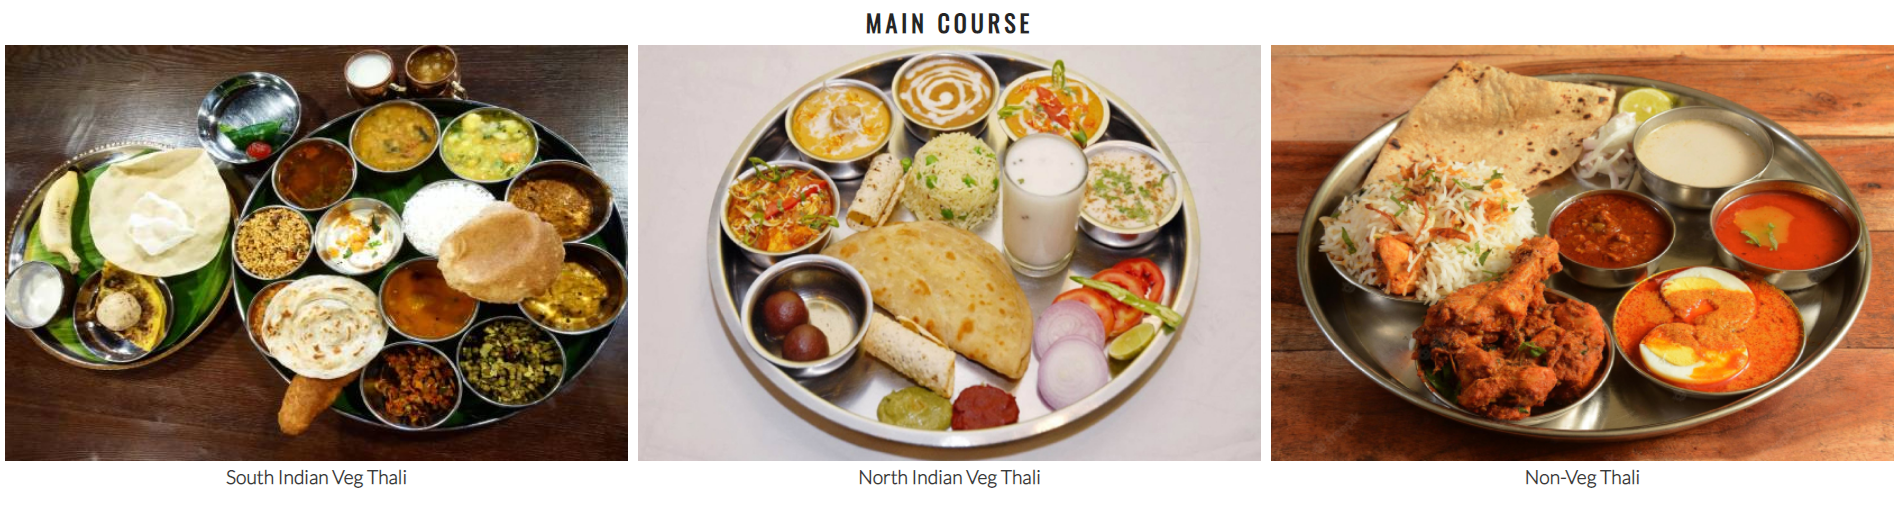 MAIN COURSE
South Indian Veg Thali
North Indian Veg Thali
Non-Veg Thali